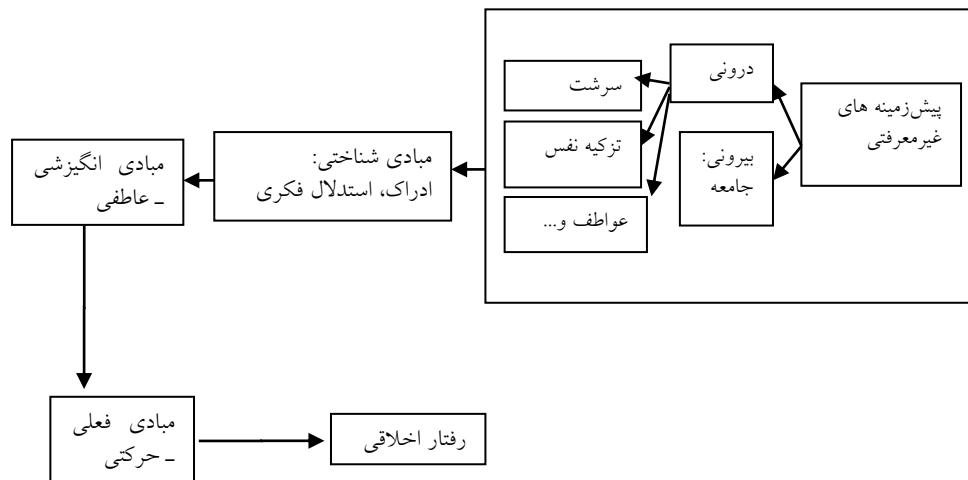 پیش‌زمینه های
غیرمعرفتی
درونی
بیرونی:
جامعه
سرشت
تزکیه نفس
عواطف و...
مبادی شناختی:
ادراک، استدلال فکری
مبادی انگیزشی
ـ عاطفی
مبادی فعلی
ـ حرکتی
رفتار اخلاقی